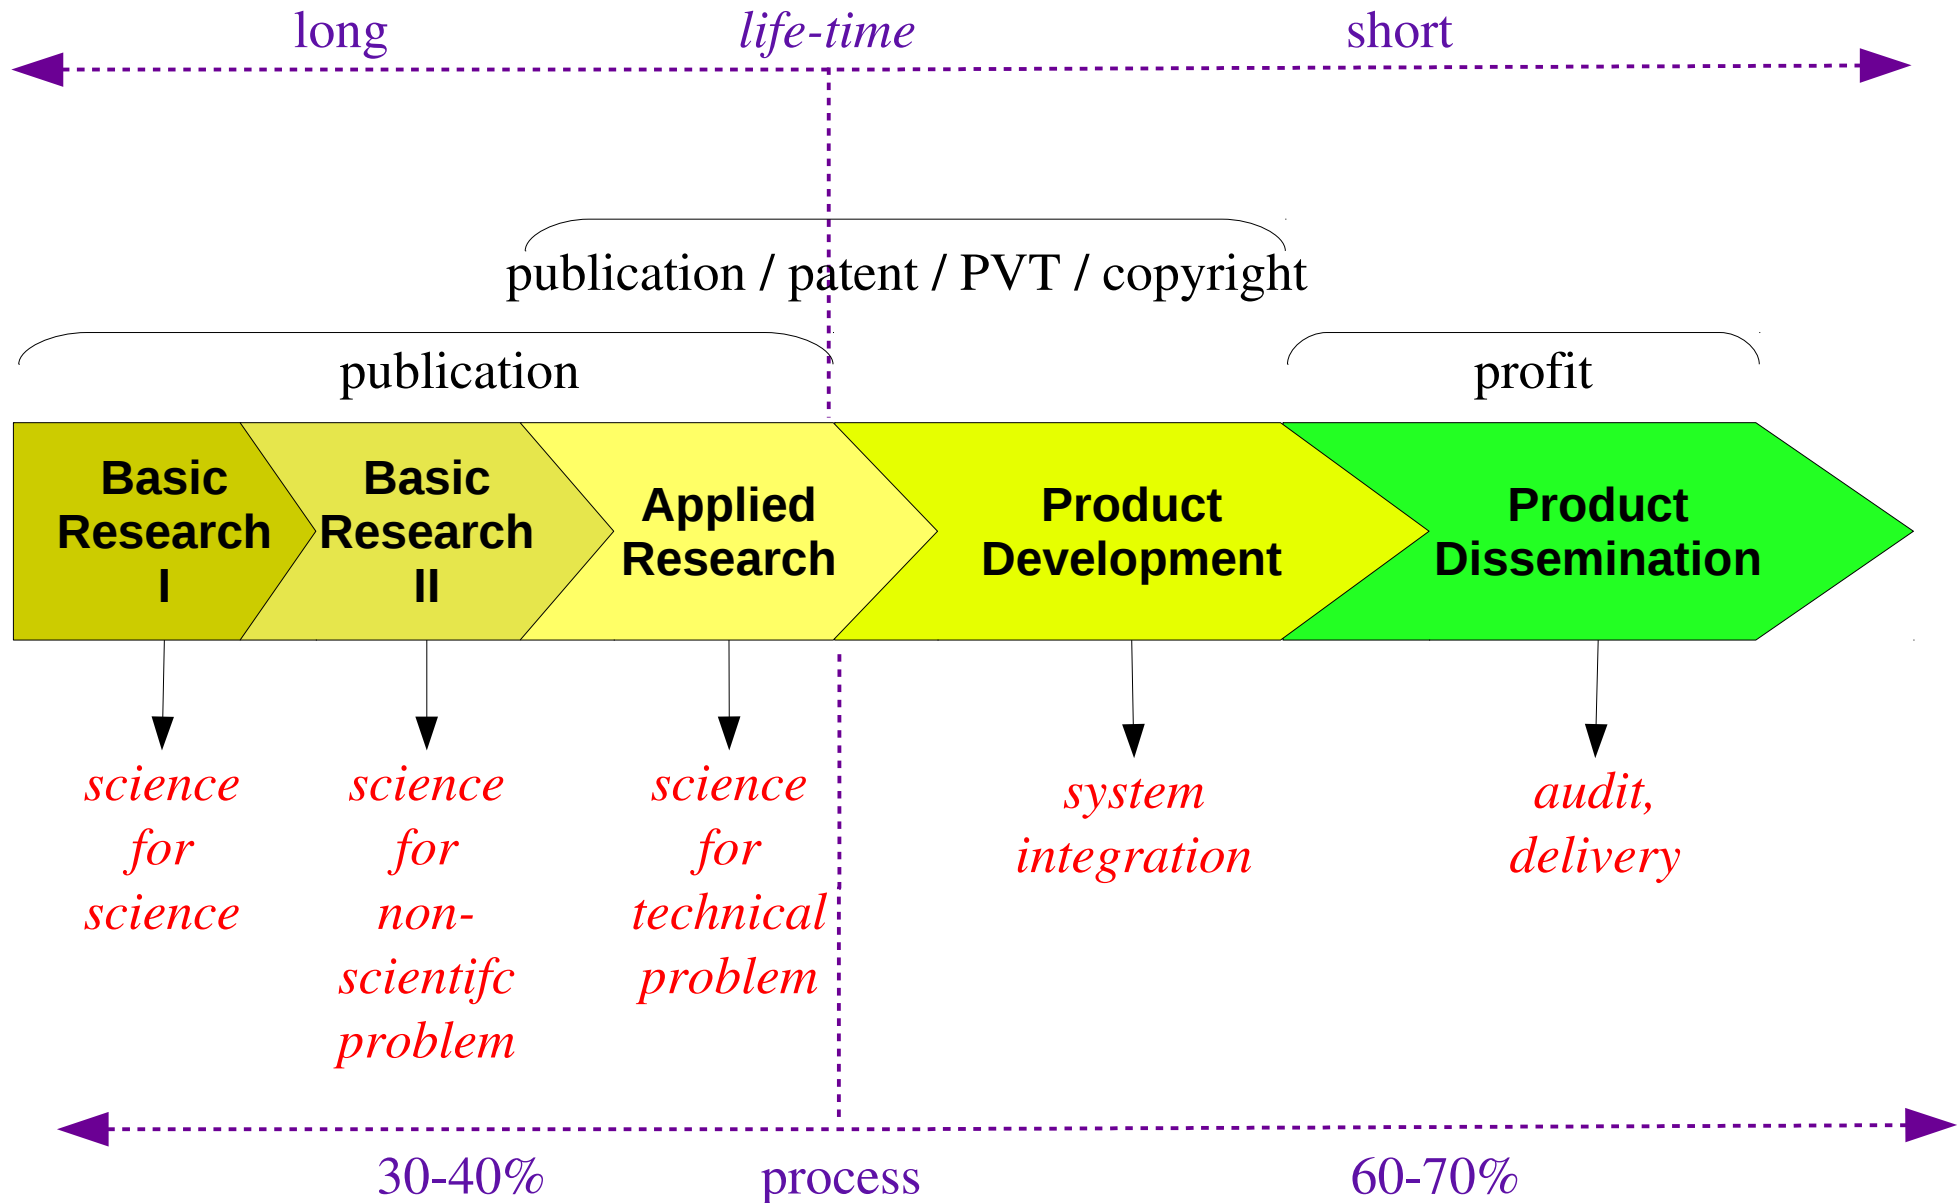 long life-time short
publication / patent / PVT / copyright
publication
profit
Basic
Research
I
Basic
Research
II
Applied
Research
Product
Development
Product
Dissemination
science
for
science
science
for
non-
scientifc
problem
science
for
technical
problem
system
integration
audit,
delivery
30-40% process 60-70%